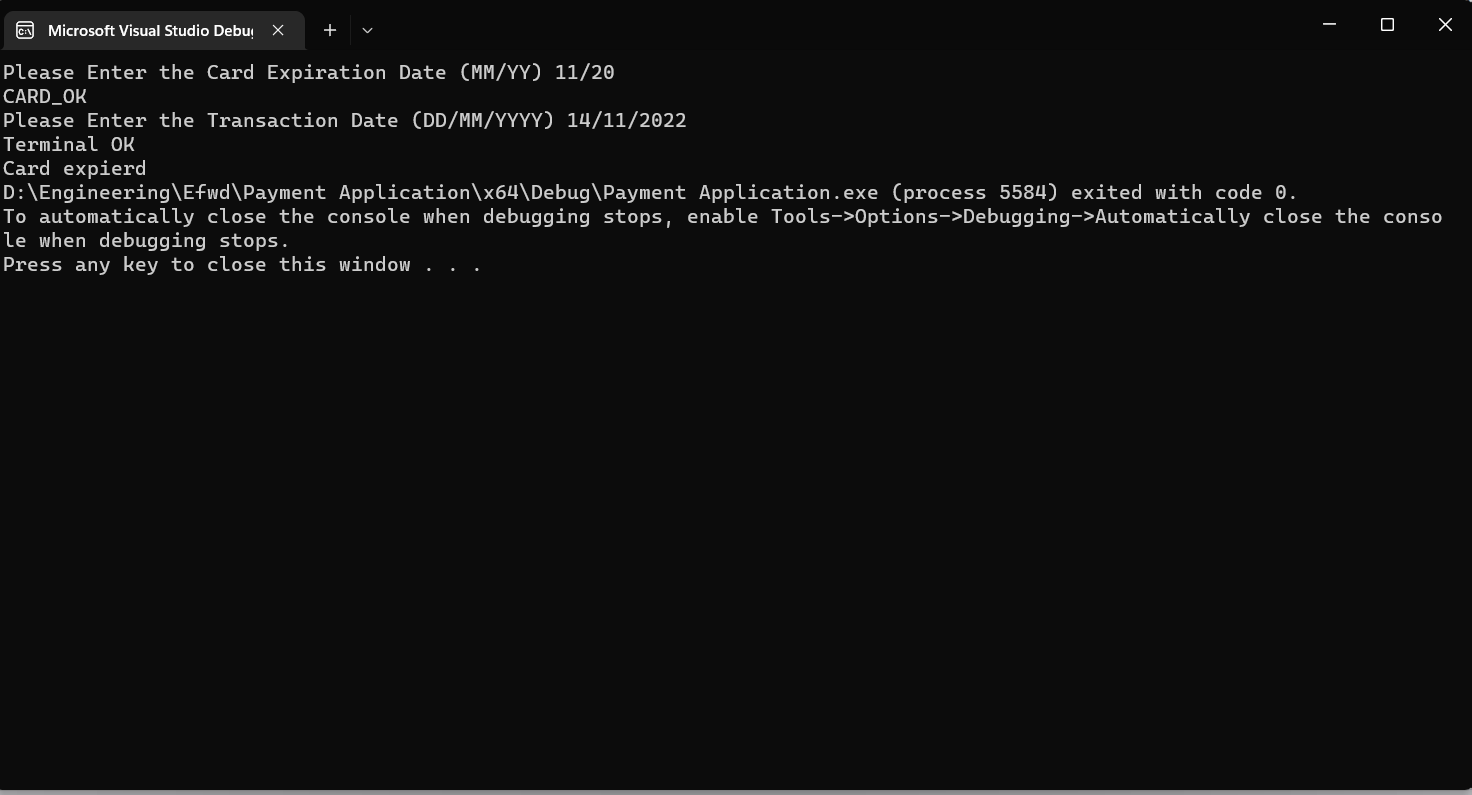 Microsoft Visual Studio Debu
Please Enter the Card Expiration Date (MM/YY) 11/20
CARD_OK
Please Enter the Transaction Date (DD/MM/YYYY) 14/11/2022
Terminal OK
Card expierd
D:\Engineering\Efwd\Payment Application\x64\Debug\Payment Application.exe (process 5584) exited with code 0.
To automatically close the console when debugging stops, enable Tools->Options->Debugging->Automatically close the conso
le when debugging stops.
Press any key to close this window . . .